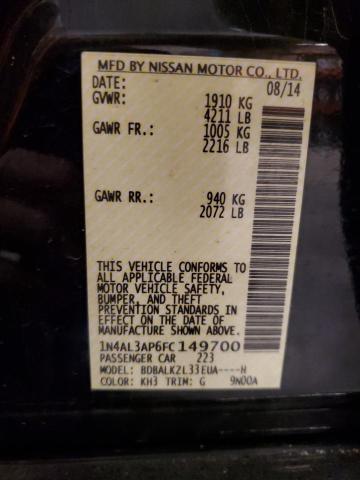 MFD BY NISSAN MOTOR CO., LTD.
DATE: 08/14
GVWR: 1910 KG
4211 LB
GAWR FR.: 1005 KG
2216 LB
GAWR RR.: 940 KG
2072 LB
THIS VEHICLE CONFORMS TO
ALL APPLICABLE FEDERAL
MOTOR VEHICLE SAFETY,
BUMPER, AND THEFT
PREVENTION STANDARDS IN
EFFECT ON THE DATE OF
MANUFACTURE SHOWN ABOVE.
1N4AL3AP6FC149700
PASSENGER CAR 223
MODEL: BDBALK2L33EUA----H
COLOR: KH3 TRIM: G 9N00A